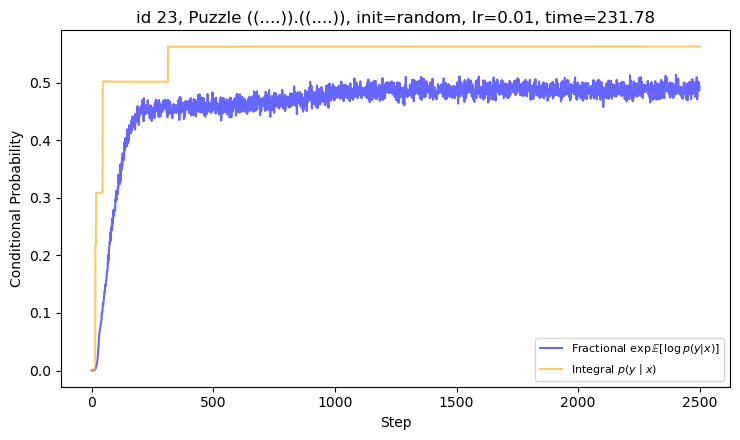 id 23, Puzzle ((....)).((....)), init=random, lr=0.01, time=231.78
Conditional Probability
0.5
0.4
0.3
0.2
0.1
0.0
Fractional exp𝔼[log p(y|x)]
Integral p(y | x)
0 500 1000 1500 2000 2500
Step